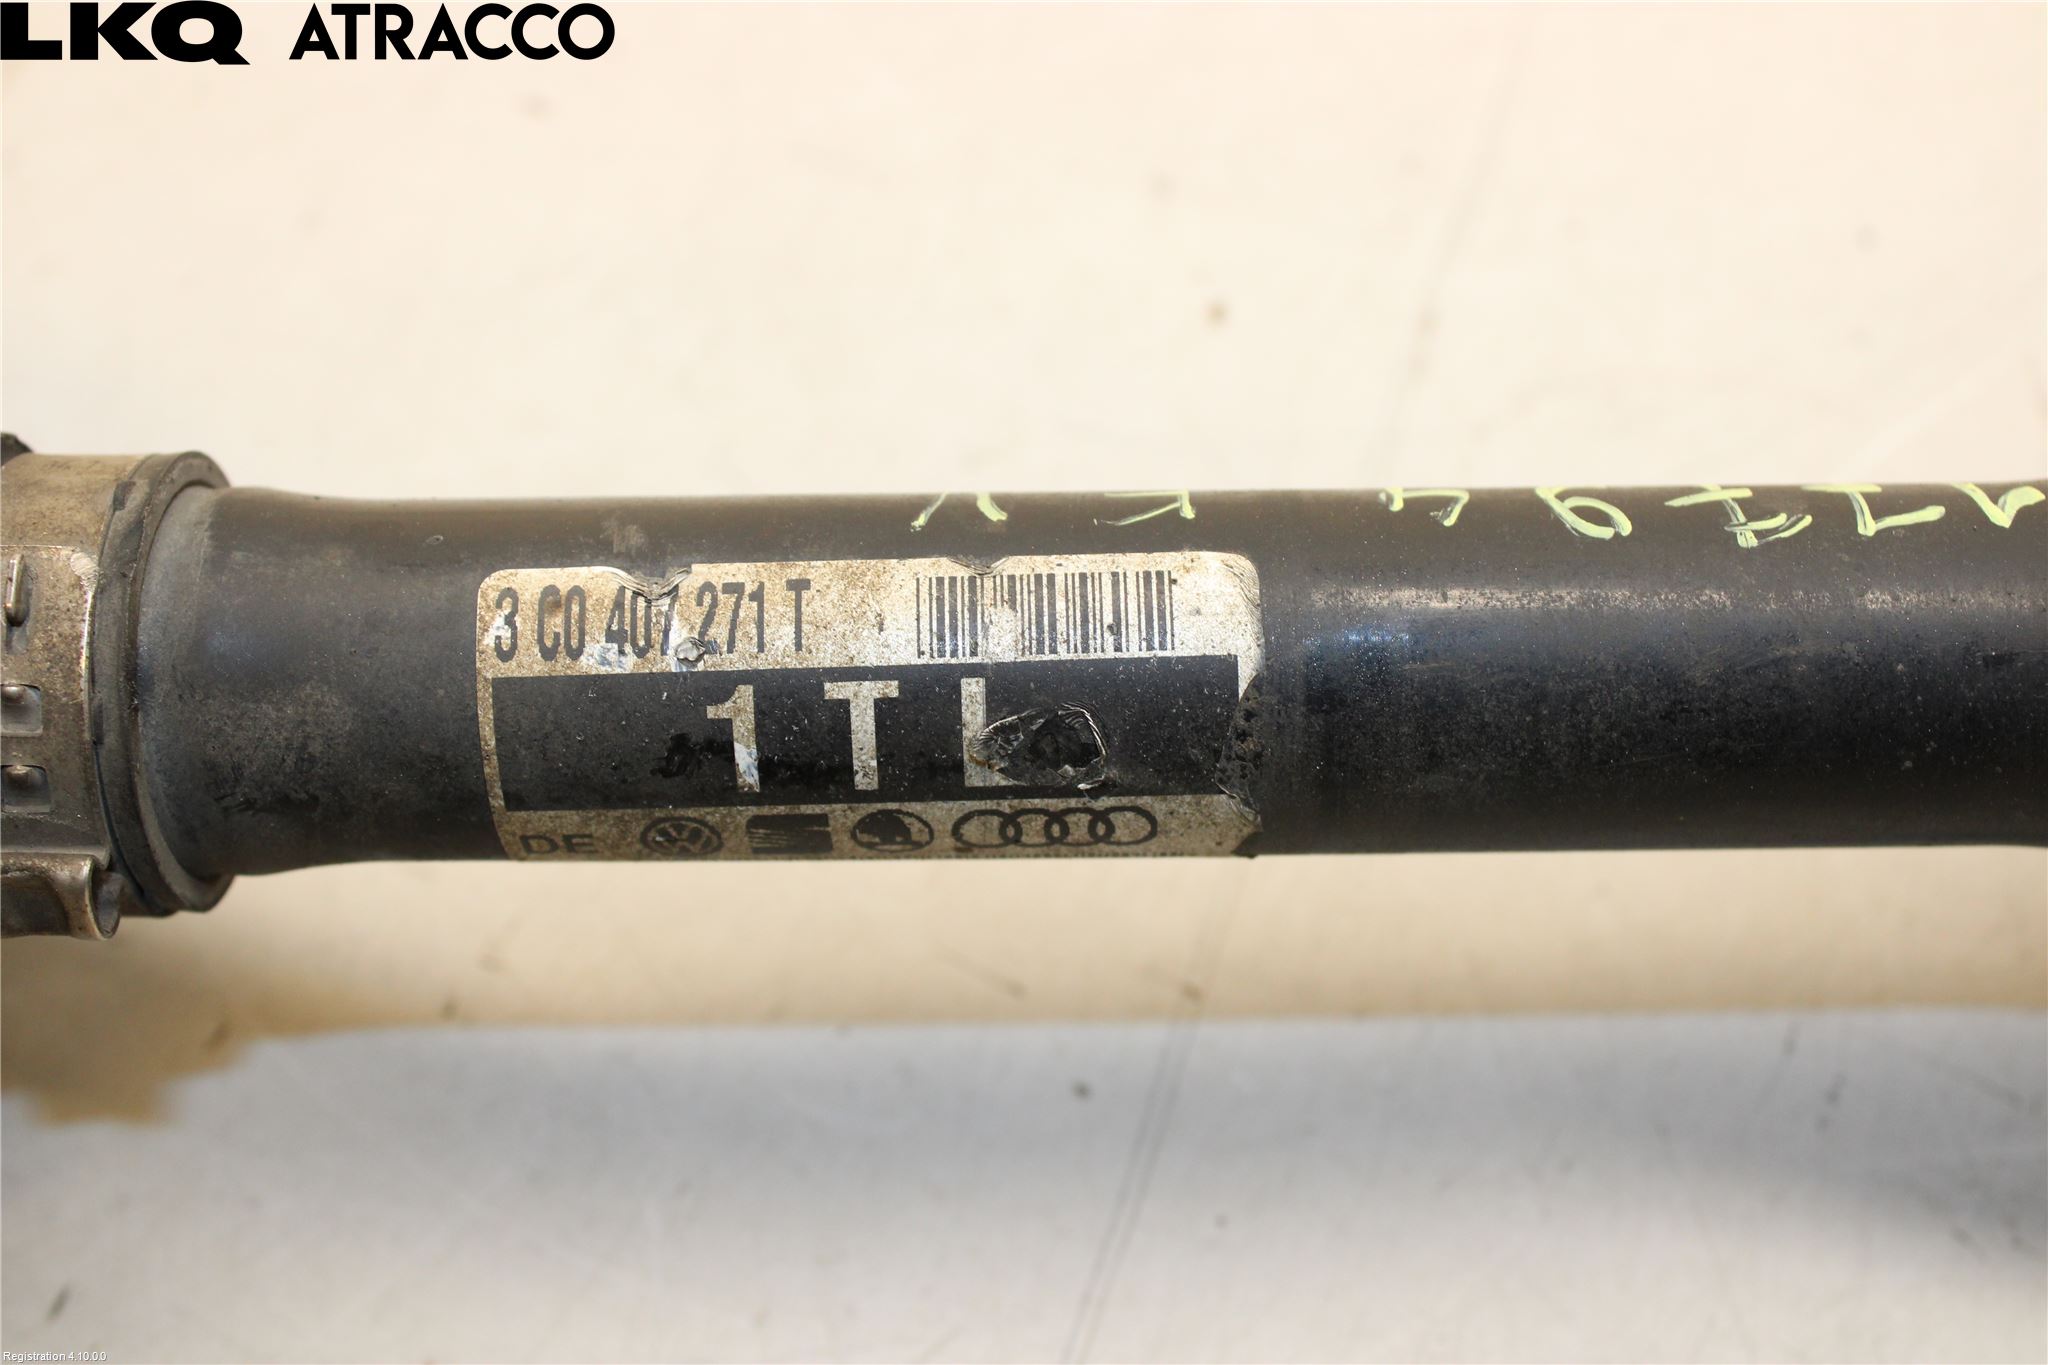 LKQ ATRACCO
3 C0 407 271 T
1 T L
DE
Registration 4.10.0.0